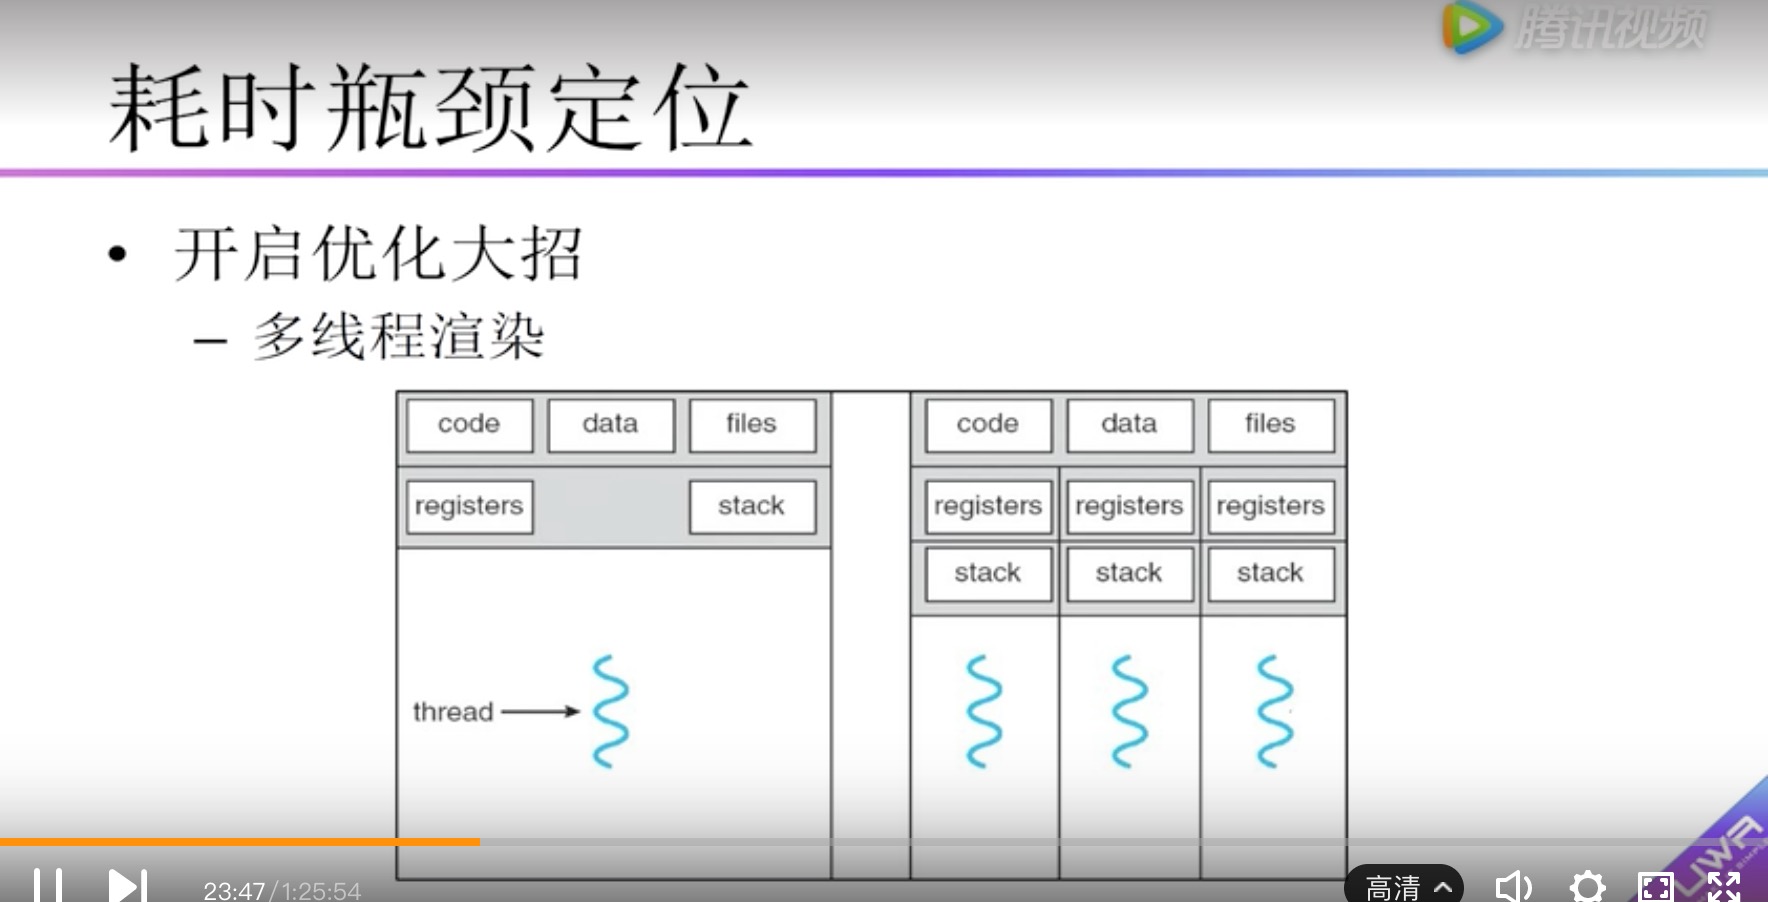 腾讯视频
耗时瓶颈定位
• 开启优化大招
– 多线程渲染
code data files code data files
registers stack registers registers registers
stack stack stack
thread
23:47/1:25:54 高清
UWA